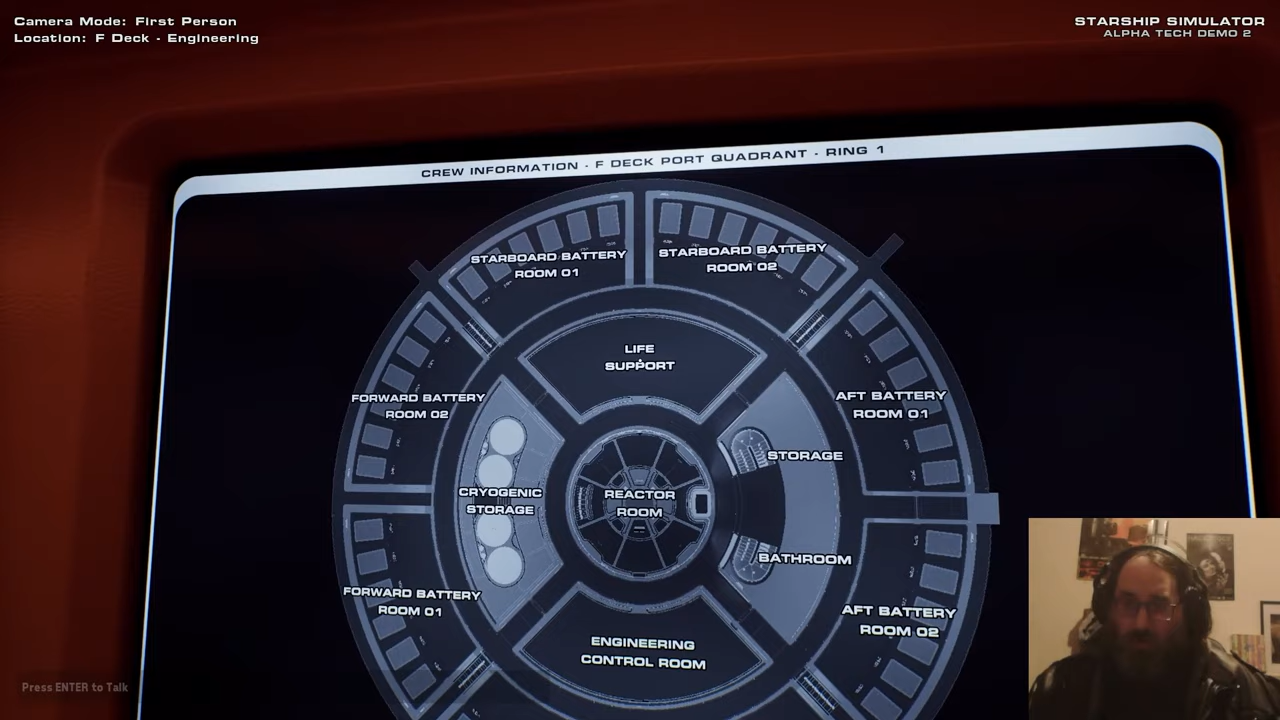 Camera Mode: First Person
Location: F Deck - Engineering
STARSHIP SIMULATOR
ALPHA TECH DEMO 2
CREW INFORMATION - F DECK PORT QUADRANT - RING 1
STARBOARD BATTERY
ROOM 01
STARBOARD BATTERY
ROOM 02
LIFE
SUPPORT
FORWARD BATTERY
ROOM 02
AFT BATTERY
ROOM 01
STORAGE
CRYOGENIC
STORAGE
REACTOR
ROOM
BATHROOM
FORWARD BATTERY
ROOM 01
AFT BATTERY
ROOM 02
ENGINEERING
CONTROL ROOM
Press ENTER to Talk